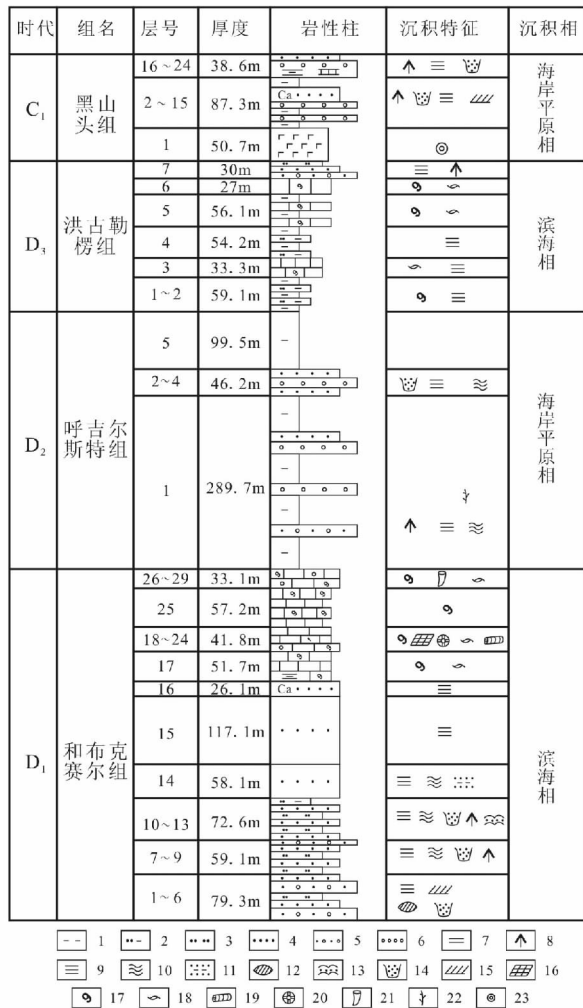 时代 组名 层号 厚度 岩性柱 沉积特征 沉积相
C₁ 黑山头组 海岸平原相
16~24 38.6m
2~15 87.3m Ca
1 50.7m
D₃ 洪古勒楞组 滨海相
7 30m
6 27m
5 56.1m
4 54.2m
3 33.3m
1~2 59.1m
D₂ 呼吉尔斯特组 海岸平原相
5 99.5m
2~4 46.2m
1 289.7m
D₁ 和布克赛尔组 滨海相
26~29 33.1m
25 57.2m
18~24 41.8m
17 51.7m
16 26.1m Ca
15 117.1m
14 58.1m
10~13 72.6m
7~9 59.1m
1~6 79.3m
1 2 3 4 5 6 7 8
9 10 11 12 13 14 15 16
17 18 19 20 21 22 23